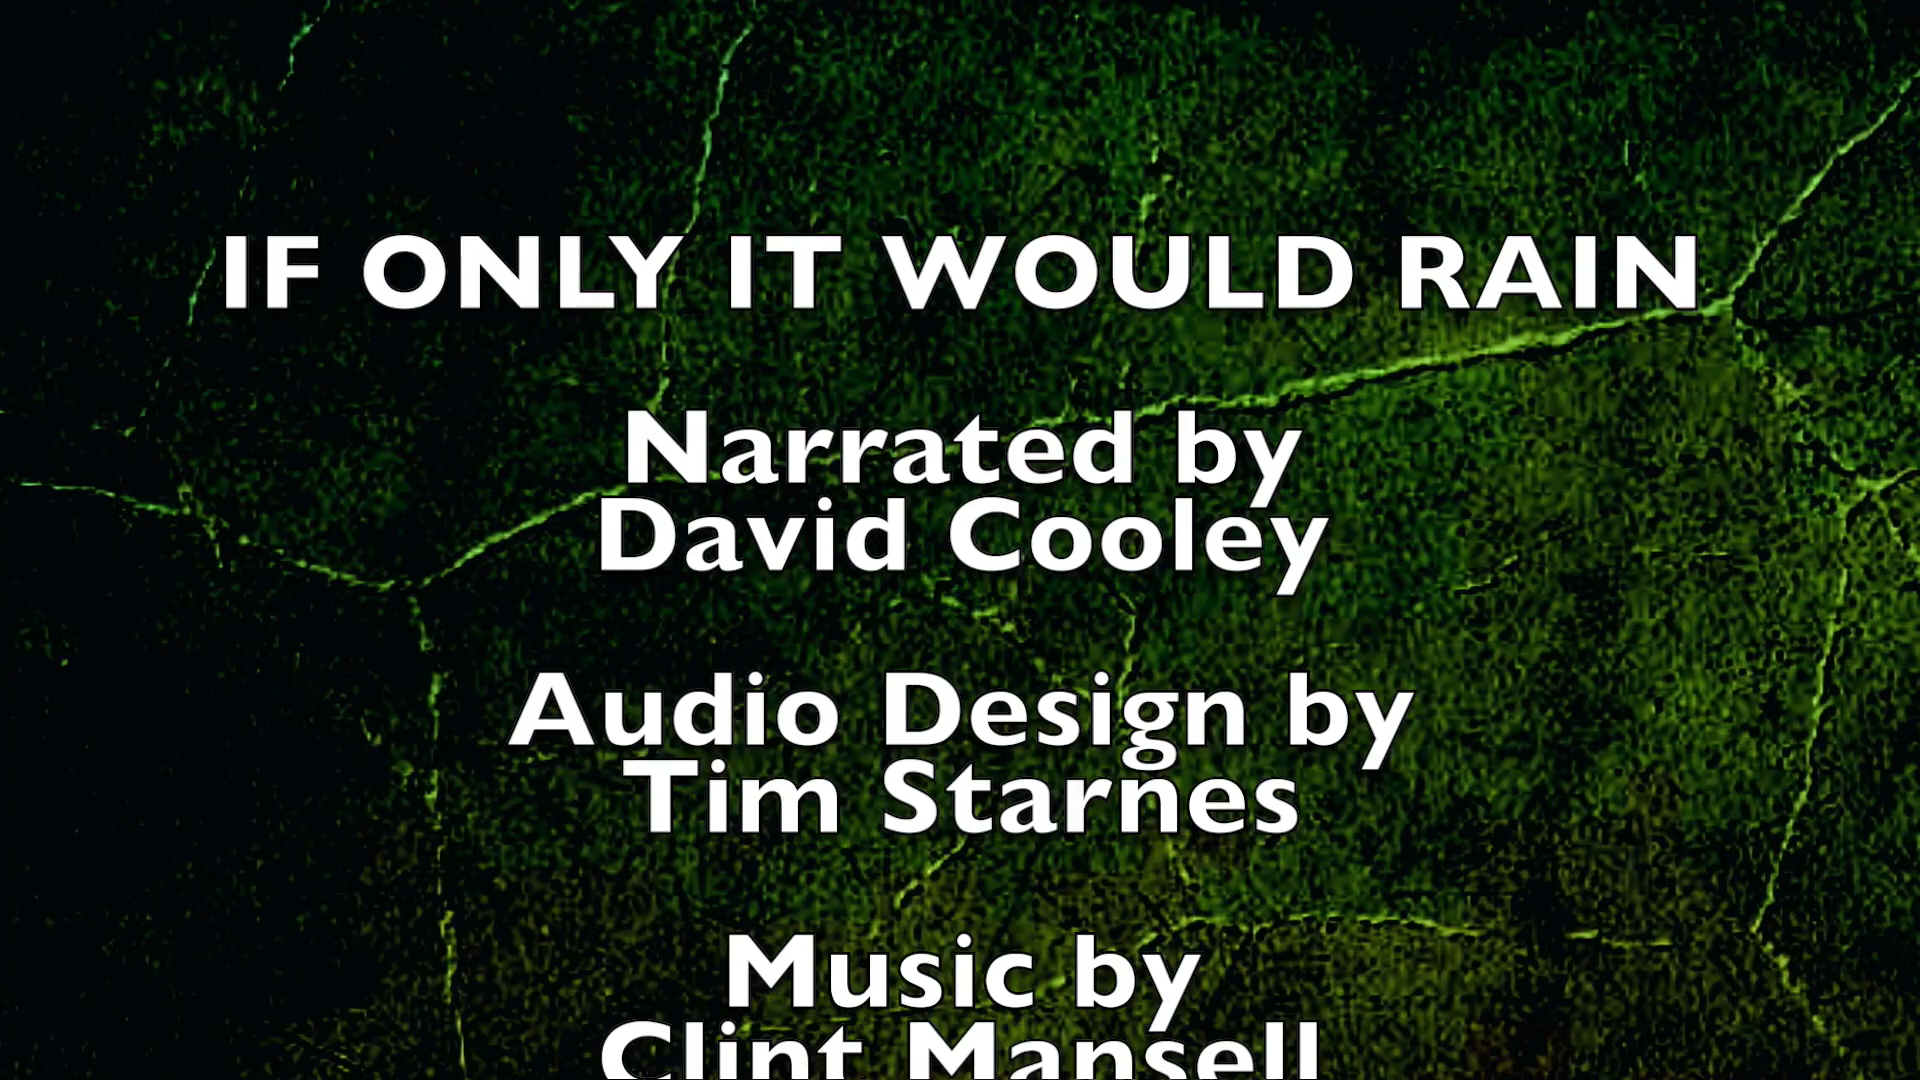 IF ONLY IT WOULD RAIN
Narrated by
David Cooley
Audio Design by
Tim Starnes
Music by
Clint Mansell